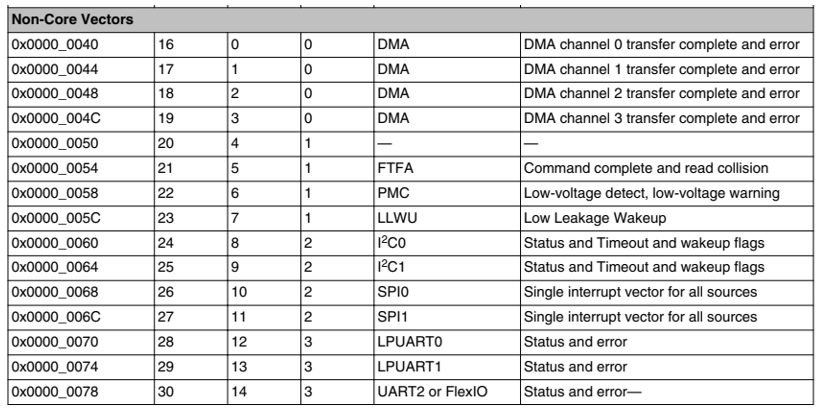 Non-Core Vectors
0x0000_0040 16 0 0 DMA DMA channel 0 transfer complete and error
0x0000_0044 17 1 0 DMA DMA channel 1 transfer complete and error
0x0000_0048 18 2 0 DMA DMA channel 2 transfer complete and error
0x0000_004C 19 3 0 DMA DMA channel 3 transfer complete and error
0x0000_0050 20 4 1 — —
0x0000_0054 21 5 1 FTFA Command complete and read collision
0x0000_0058 22 6 1 PMC Low-voltage detect, low-voltage warning
0x0000_005C 23 7 1 LLWU Low Leakage Wakeup
0x0000_0060 24 8 2 I²C0 Status and Timeout and wakeup flags
0x0000_0064 25 9 2 I²C1 Status and Timeout and wakeup flags
0x0000_0068 26 10 2 SPI0 Single interrupt vector for all sources
0x0000_006C 27 11 2 SPI1 Single interrupt vector for all sources
0x0000_0070 28 12 3 LPUART0 Status and error
0x0000_0074 29 13 3 LPUART1 Status and error
0x0000_0078 30 14 3 UART2 or FlexIO Status and error—